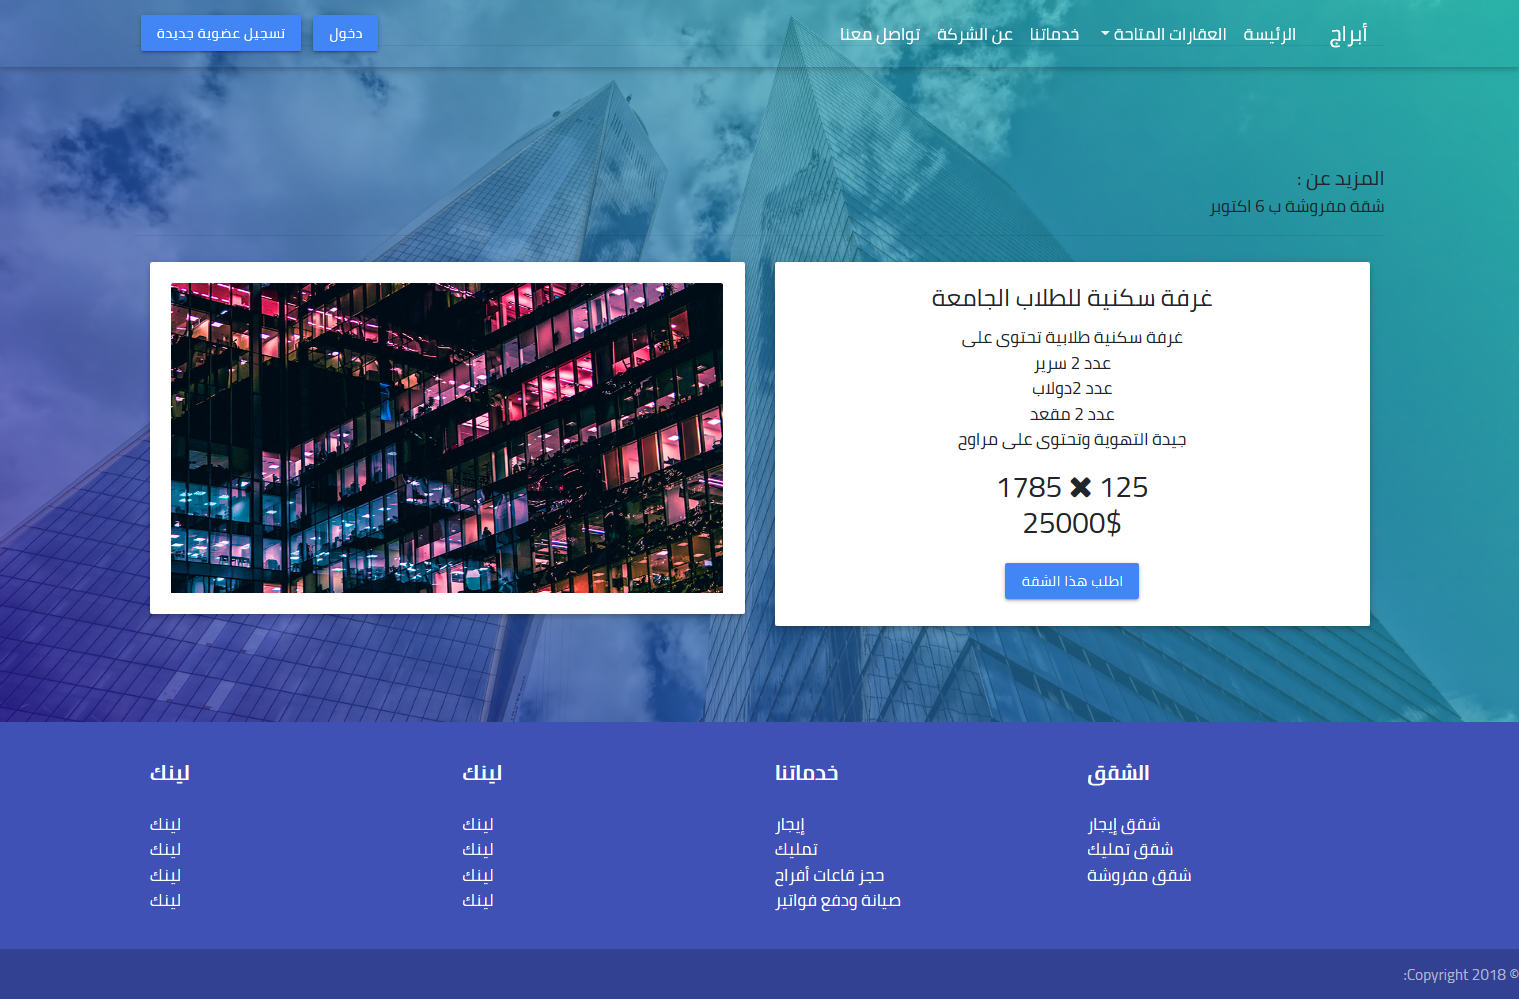 أبراج
الرئيسة
العقارات المتاحة
خدماتنا
عن الشركة
تواصل معنا
دخول
تسجيل عضوبة جديدة
المزيد عن :
شقة مفروشة ب 6 اكتوبر
غرفة سكنية للطلاب الجامعة
غرفة سكنية طلابية تحتوى على
عدد 2 سرير
عدد 2دولاب
عدد 2 مقعد
جيدة التهوية وتحتوى على مراوح
125 ✖ 1785
25000$
اطلب هذا الشقة
الشقق
شقق إيجار
شقق تمليك
شقق مفروشة
خدماتنا
إيجار
تمليك
حجز قاعات أفراح
صيانة ودفع فواتير
لينك
لينك
لينك
لينك
لينك
لينك
لينك
لينك
لينك
لينك
© 2018 Copyright: